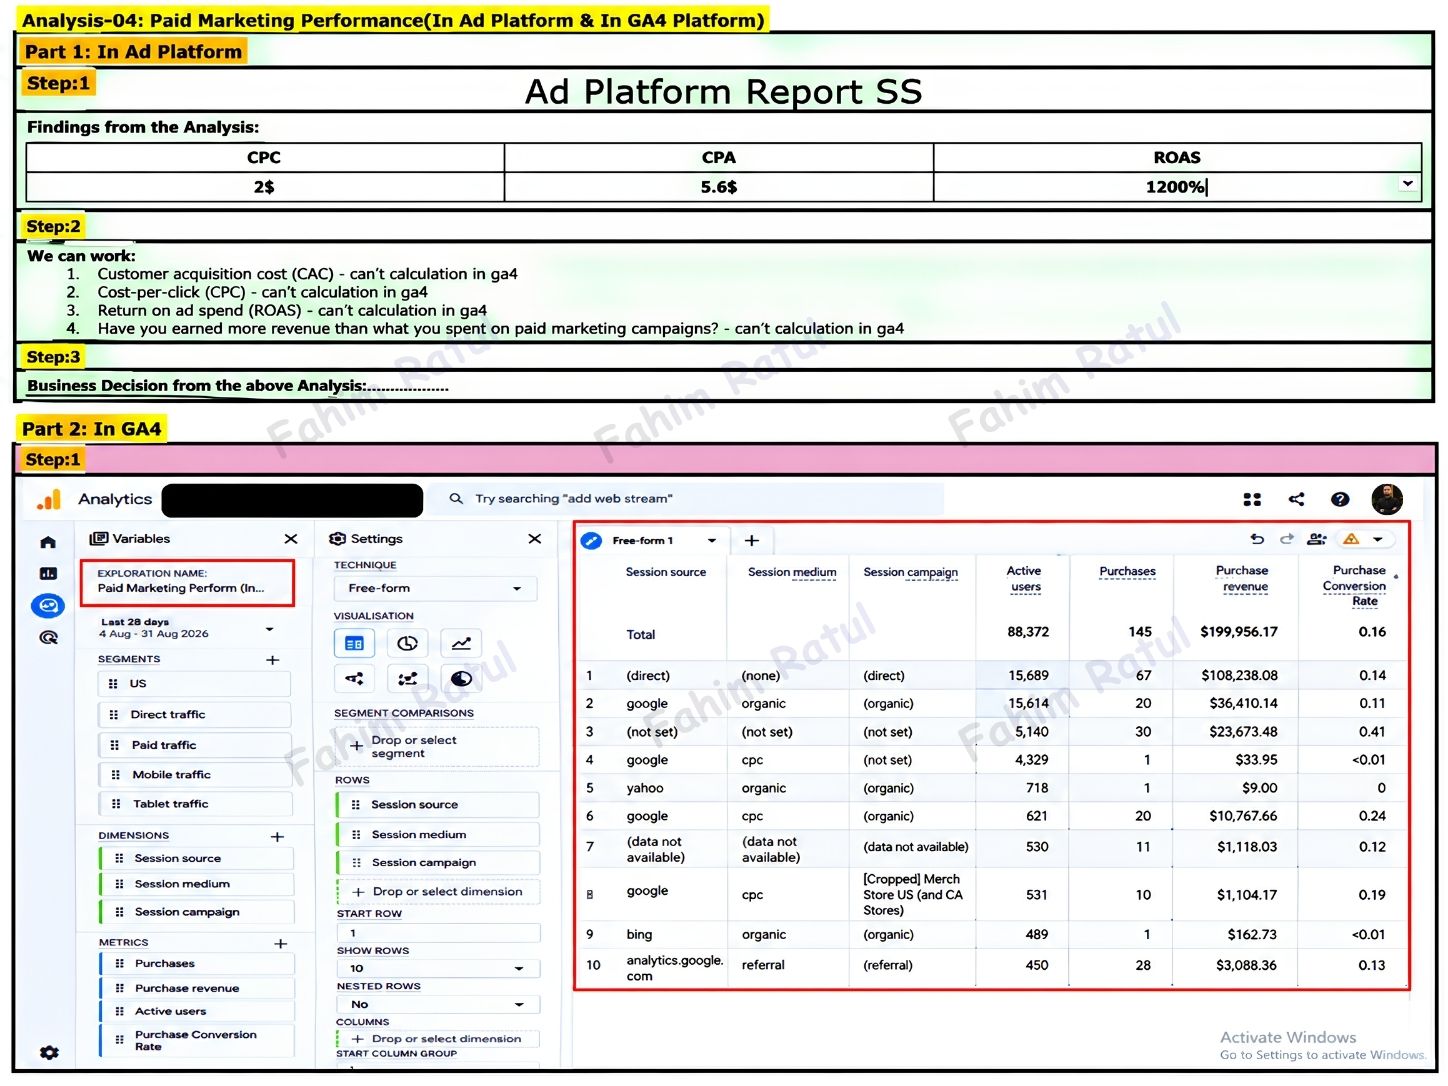 Analysis-04: Paid Marketing Performance(In Ad Platform & In GA4 Platform)
Part 1: In Ad Platform
Step:1
Ad Platform Report SS
Findings from the Analysis:
CPC CPA ROAS
2$ 5.6$ 1200%
Step:2
We can work:
1. Customer acquisition cost (CAC) - can't calculation in ga4
2. Cost-per-click (CPC) - can't calculation in ga4
3. Return on ad spend (ROAS) - can't calculation in ga4
4. Have you earned more revenue than what you spent on paid marketing campaigns? - can't calculation in ga4
Step:3
Business Decision from the above Analysis:..................
Fahim Ratul
Fahim Ratul
Fahim Ratul
Part 2: In GA4
Step:1
Analytics
Try searching "add web stream"
Variables
EXPLORATION NAME:
Paid Marketing Perform (In...
Last 28 days
4 Aug - 31 Aug 2026
SEGMENTS
US
Direct traffic
Paid traffic
Mobile traffic
Tablet traffic
DIMENSIONS
Session source
Session medium
Session campaign
METRICS
Purchases
Purchase revenue
Active users
Purchase Conversion
Rate
Settings
TECHNIQUE
Free-form
VISUALISATION
SEGMENT COMPARISONS
Drop or select
segment
ROWS
Session source
Session medium
Session campaign
Drop or select dimension
START ROW
1
SHOW ROWS
10
NESTED ROWS
No
COLUMNS
Drop or select dimension
START COLUMN GROUP
Free-form 1
Session source Session medium Session campaign Active users Purchases Purchase revenue Purchase Conversion Rate
Total 88,372 145 $199,956.17 0.16
1 (direct) (none) (direct) 15,689 67 $108,238.08 0.14
2 google organic (organic) 15,614 20 $36,410.14 0.11
3 (not set) (not set) (not set) 5,140 30 $23,673.48 0.41
4 google cpc (not set) 4,329 1 $33.95 <0.01
5 yahoo organic (organic) 718 1 $9.00 0
6 google cpc (organic) 621 20 $10,767.66 0.24
7 (data not available) (data not available) (data not available) 530 11 $1,118.03 0.12
8 google cpc [Cropped] Merch Store US (and CA Stores) 531 10 $1,104.17 0.19
9 bing organic (organic) 489 1 $162.73 <0.01
10 analytics.google.com referral (referral) 450 28 $3,088.36 0.13
Fahim Ratul
Fahim Ratul
Fahim Ratul
Activate Windows
Go to Settings to activate Windows.